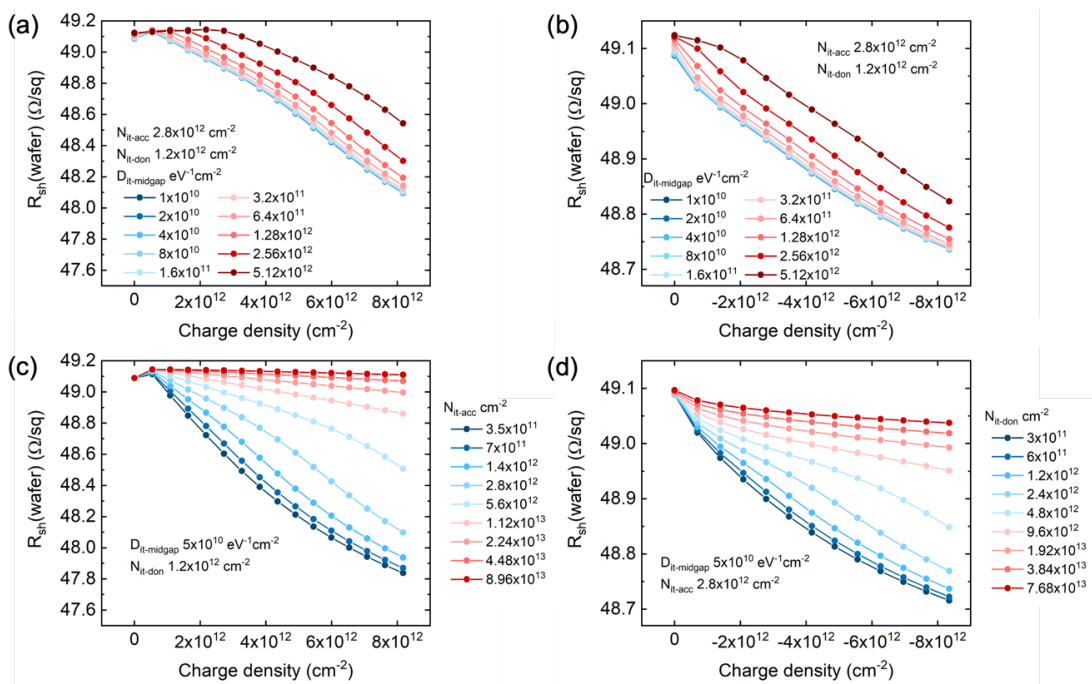 (a)
49.2
49.0
48.8
48.6
48.4
48.2
48.0
47.8
47.6
R_sh(wafer) (Ω/sq)
N_it-acc 2.8x10^12 cm^-2
N_it-don 1.2x10^12 cm^-2
D_it-midgap eV^-1cm^-2
1x10^10 3.2x10^11
2x10^10 6.4x10^11
4x10^10 1.28x10^12
8x10^10 2.56x10^12
1.6x10^11 5.12x10^12
0 2x10^12 4x10^12 6x10^12 8x10^12
Charge density (cm^-2)
(b)
49.1
49.0
48.9
48.8
48.7
R_sh(wafer) (Ω/sq)
N_it-acc 2.8x10^12 cm^-2
N_it-don 1.2x10^12 cm^-2
D_it-midgap eV^-1cm^-2
1x10^10 3.2x10^11
2x10^10 6.4x10^11
4x10^10 1.28x10^12
8x10^10 2.56x10^12
1.6x10^11 5.12x10^12
0 -2x10^12 -4x10^12 -6x10^12 -8x10^12
Charge density (cm^-2)
(c)
49.2
49.0
48.8
48.6
48.4
48.2
48.0
47.8
47.6
R_sh(wafer) (Ω/sq)
D_it-midgap 5x10^10 eV^-1cm^-2
N_it-don 1.2x10^12 cm^-2
0 2x10^12 4x10^12 6x10^12 8x10^12
Charge density (cm^-2)
N_it-acc cm^-2
3.5x10^11
7x10^11
1.4x10^12
2.8x10^12
5.6x10^12
1.12x10^13
2.24x10^13
4.48x10^13
8.96x10^13
(d)
49.1
49.0
48.9
48.8
48.7
R_sh(wafer) (Ω/sq)
D_it-midgap 5x10^10 eV^-1cm^-2
N_it-acc 2.8x10^12 cm^-2
0 -2x10^12 -4x10^12 -6x10^12 -8x10^12
Charge density (cm^-2)
N_it-don cm^-2
3x10^11
6x10^11
1.2x10^12
2.4x10^12
4.8x10^12
9.6x10^12
1.92x10^13
3.84x10^13
7.68x10^13